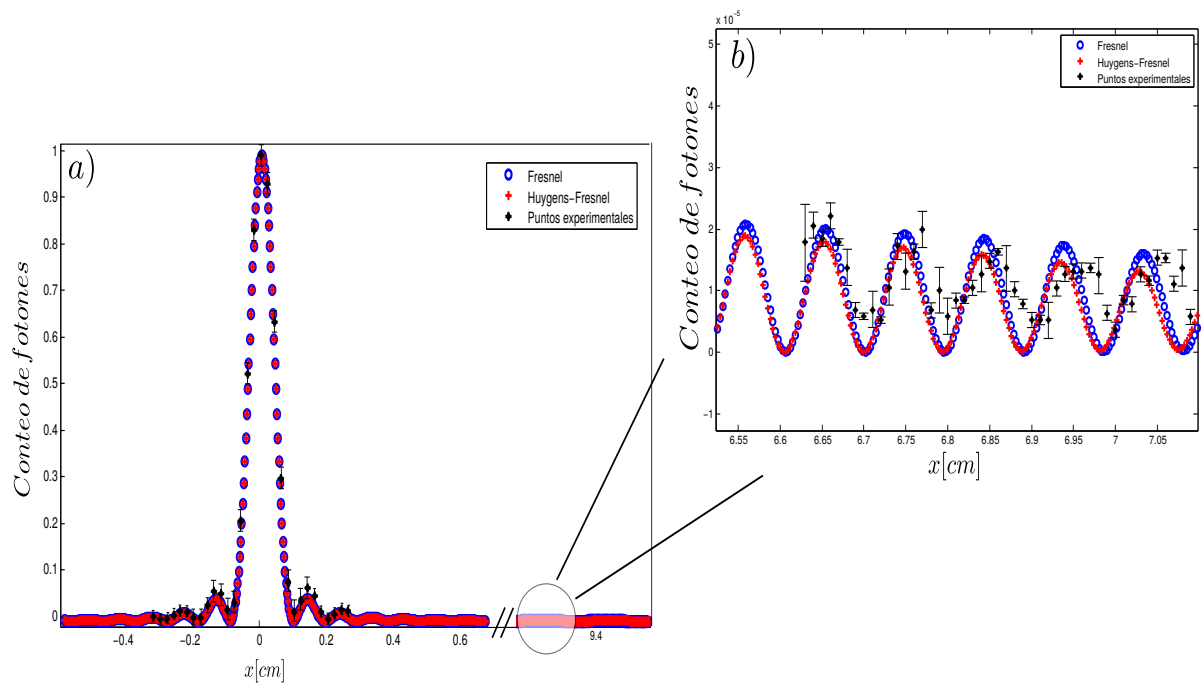 a)
Conteo de fotones
1
0.9
0.8
0.7
0.6
0.5
0.4
0.3
0.2
0.1
0
−0.4 −0.2 0 0.2 0.4 0.6 9.4
x[cm]
Fresnel
Huygens−Fresnel
Puntos experimentales
x 10⁻⁵
b)
Conteo de fotones
5
4
3
2
1
0
−1
6.55 6.6 6.65 6.7 6.75 6.8 6.85 6.9 6.95 7 7.05
x[cm]
Fresnel
Huygens−Fresnel
Puntos experimentales